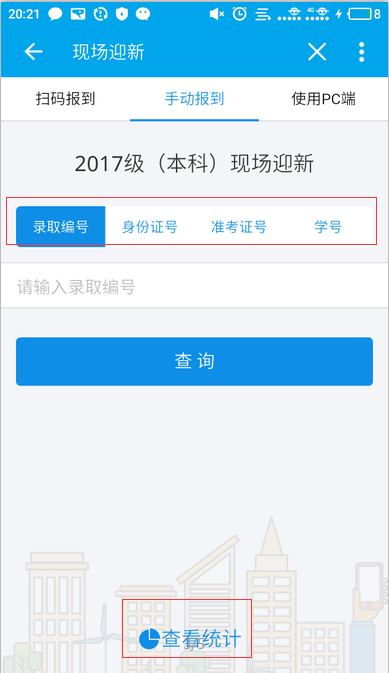 20:21 4G 8
现场迎新
扫码报到 手动报到 使用PC端
2017级（本科）现场迎新
录取编号 身份证号 准考证号 学号
请输入录取编号
查 询
查看统计